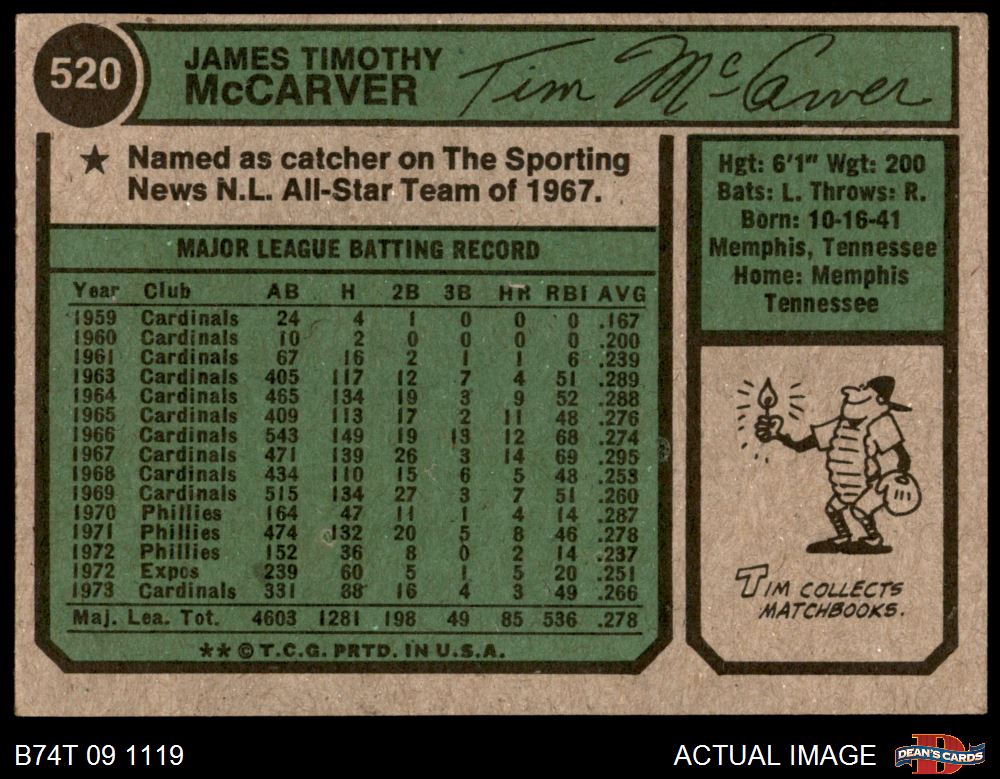 520
JAMES TIMOTHY
McCARVER
Tim McCarver
★ Named as catcher on The Sporting
News N.L. All-Star Team of 1967.
MAJOR LEAGUE BATTING RECORD
Year Club AB H 2B 3B HR RBI AVG
1959 Cardinals 24 4 1 0 0 0 .167
1960 Cardinals 10 2 0 0 0 0 .200
1961 Cardinals 67 16 2 1 1 6 .239
1963 Cardinals 405 117 12 7 4 51 .289
1964 Cardinals 465 134 19 3 9 52 .288
1965 Cardinals 409 113 17 2 11 48 .276
1966 Cardinals 543 149 19 13 12 68 .274
1967 Cardinals 471 139 26 3 14 69 .295
1968 Cardinals 434 110 15 6 5 48 .253
1969 Cardinals 515 134 27 3 7 51 .260
1970 Phillies 164 47 11 1 4 14 .287
1971 Phillies 474 132 20 5 8 46 .278
1972 Phillies 152 36 8 0 2 14 .237
1972 Expos 239 60 5 1 5 20 .251
1973 Cardinals 331 88 16 4 3 49 .266
Maj. Lea. Tot. 4603 1281 198 49 85 536 .278
★★ © T.C.G. PRTD. IN U.S.A.
Hgt: 6'1" Wgt: 200
Bats: L. Throws: R.
Born: 10-16-41
Memphis, Tennessee
Home: Memphis
Tennessee
TIM COLLECTS
MATCHBOOKS.
B74T 09 1119
ACTUAL IMAGE
DEAN'S CARDS